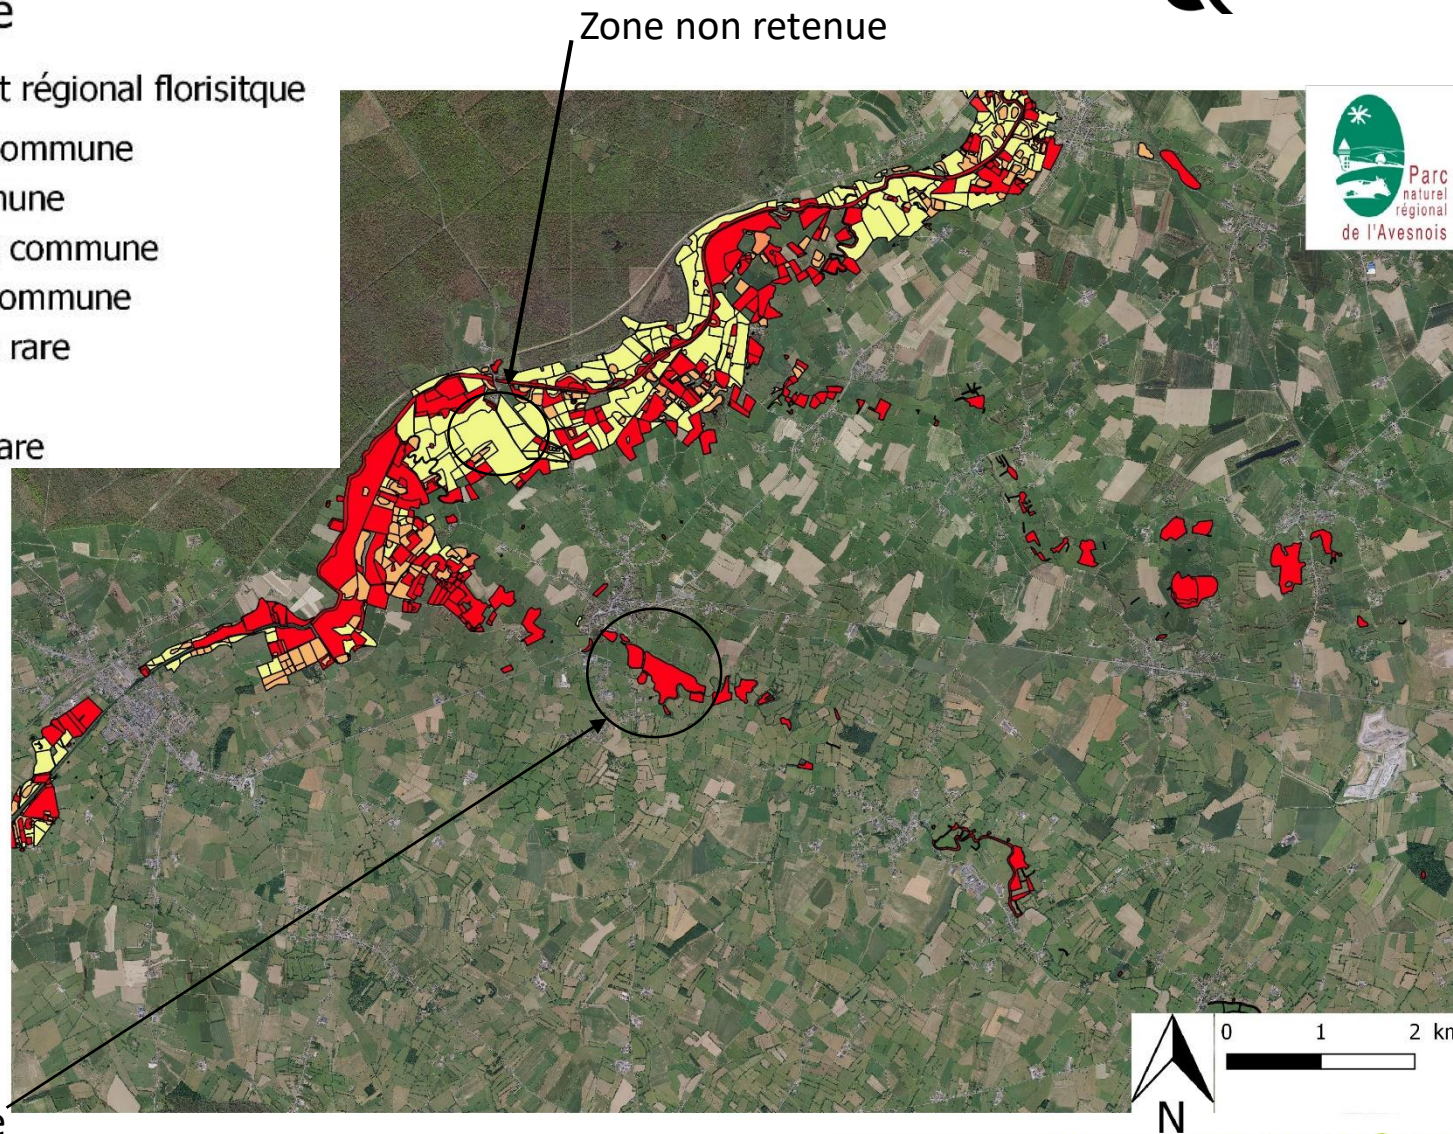 e
Zone non retenue
t régional florisitque
ommune
mune
commune
ommune
rare
are
Parc
naturel
régional
de l'Avesnois
0 1 2 km
N
e